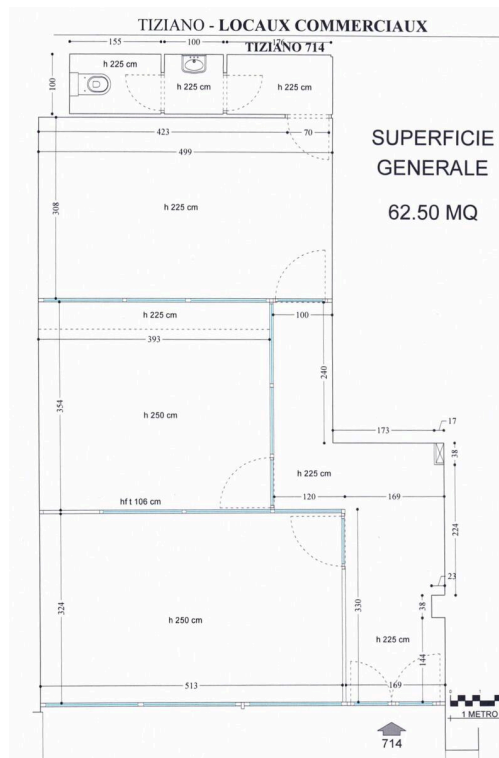 TIZIANO - LOCAUX COMMERCIAUX
TIZIANO 714
155
100
176
h 225 cm
h 225 cm
h 225 cm
100
423
70
499
SUPERFICIE
GENERALE
62.50 MQ
308
h 225 cm
h 225 cm
100
393
240
354
h 250 cm
173
17
38
h 225 cm
120
169
hf t 106 cm
224
23
324
h 250 cm
330
38
h 225 cm
144
513
169
1 METRO
714